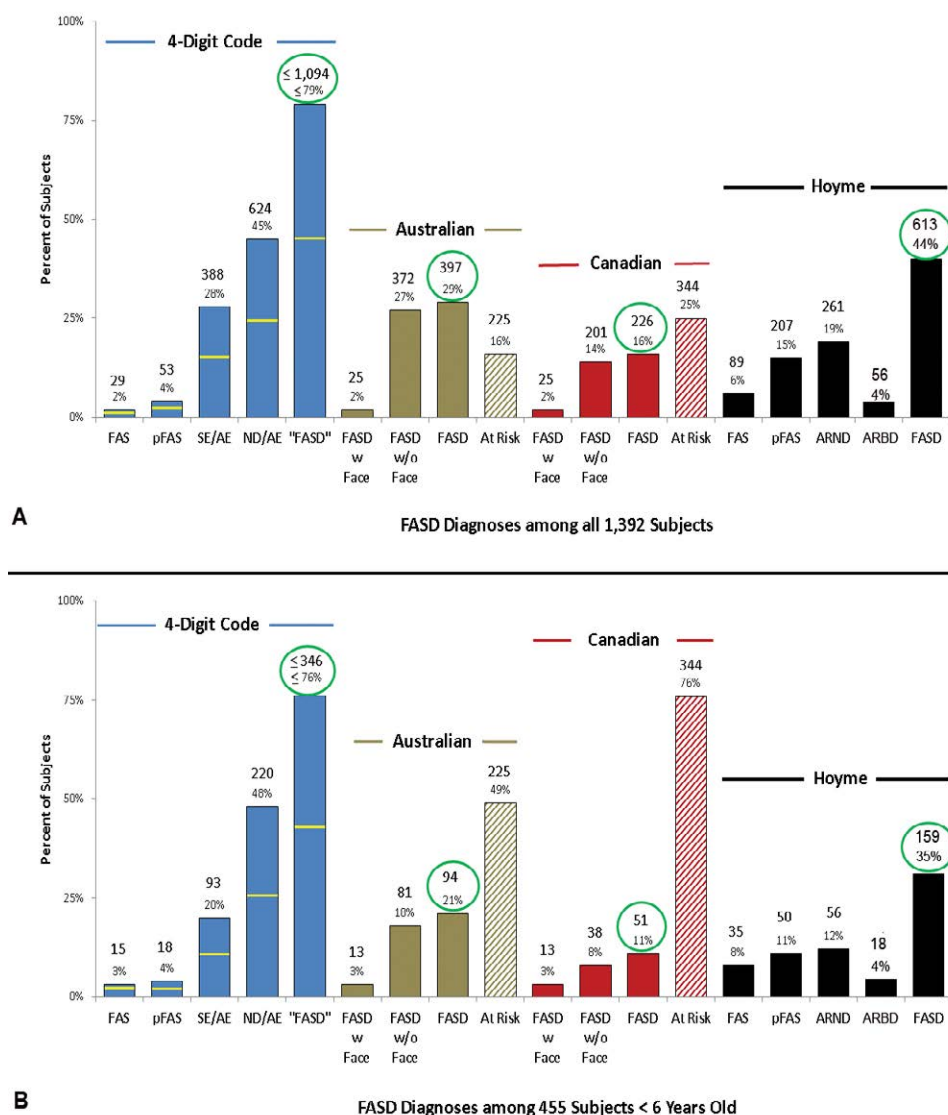 100%
75%
50%
25%
0%
Percent of Subjects
4-Digit Code
≤ 1,094
≤ 79%
624
45%
388
28%
53
4%
29
2%
FAS
pFAS
SE/AE
ND/AE
"FASD"
Australian
25
2%
372
27%
397
29%
225
16%
FASD
w
Face
FASD
w/o
Face
FASD
At Risk
Canadian
25
2%
201
14%
226
16%
344
25%
FASD
w
Face
FASD
w/o
Face
FASD
At Risk
Hoyme
89
6%
207
15%
261
19%
56
4%
613
44%
FAS
pFAS
ARND
ARBD
FASD
A
FASD Diagnoses among all 1,392 Subjects
100%
75%
50%
25%
0%
Percent of Subjects
4-Digit Code
15
3%
18
4%
93
20%
220
48%
≤ 346
≤ 76%
FAS
pFAS
SE/AE
ND/AE
"FASD"
Australian
13
3%
81
10%
94
21%
225
49%
FASD
w
Face
FASD
w/o
Face
FASD
At Risk
Canadian
13
3%
38
8%
51
11%
344
76%
FASD
w
Face
FASD
w/o
Face
FASD
At Risk
Hoyme
35
8%
50
11%
56
12%
18
4%
159
35%
FAS
pFAS
ARND
ARBD
FASD
B
FASD Diagnoses among 455 Subjects < 6 Years Old